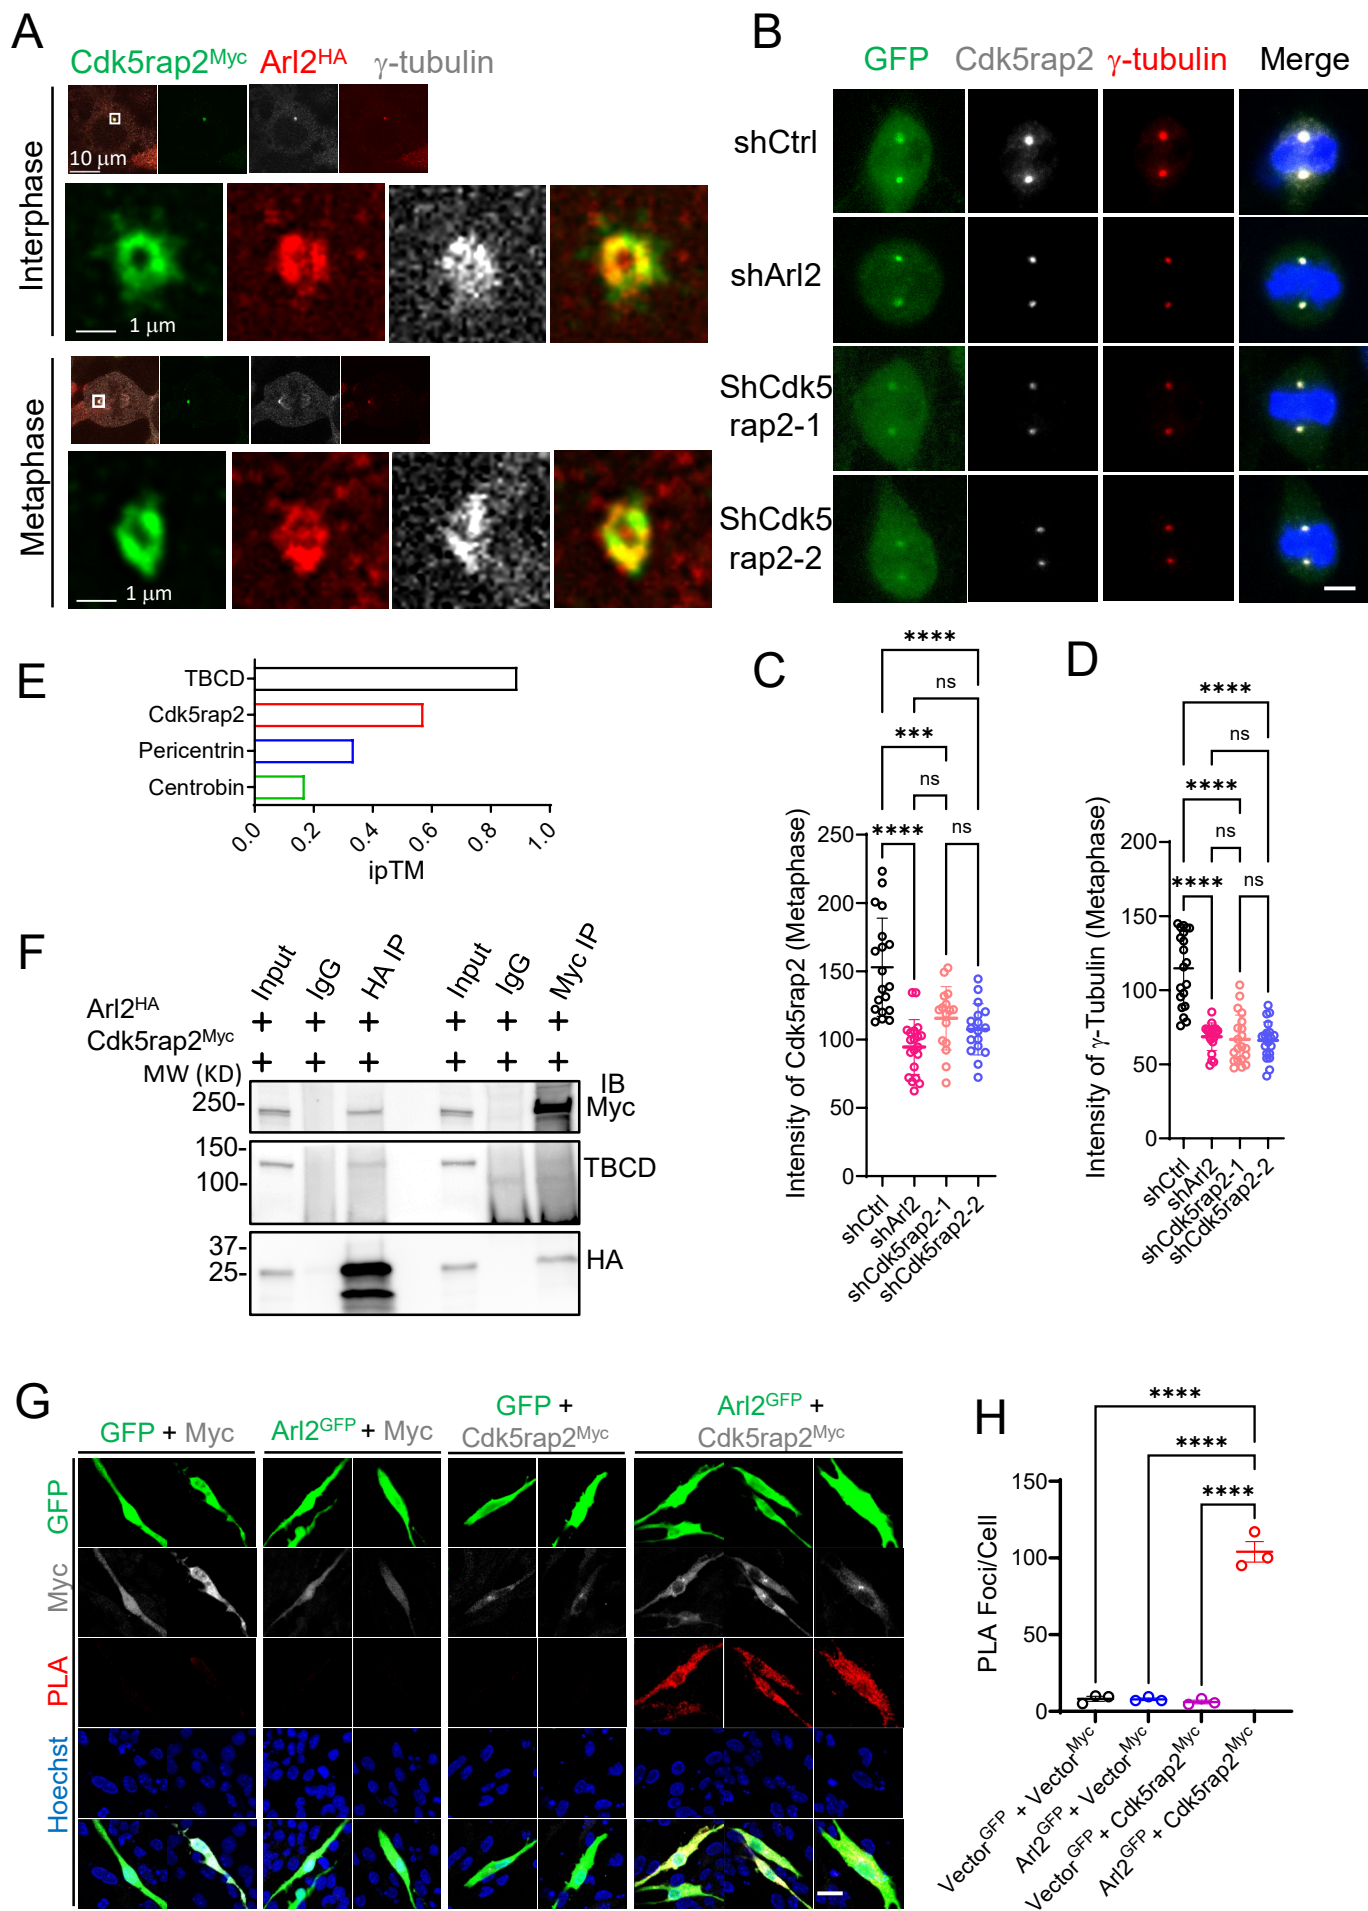 A
Cdk5rap2Myc Arl2HA γ-tubulin
Interphase
10 μm
1 μm
Metaphase
1 μm
B
GFP Cdk5rap2 γ-tubulin Merge
shCtrl
shArl2
ShCdk5
rap2-1
ShCdk5
rap2-2
E
TBCD
Cdk5rap2
Pericentrin
Centrobin
0.0 0.2 0.4 0.6 0.8 1.0
ipTM
C
****
ns
***
ns
**** ns
Intensity of Cdk5rap2 (Metaphase)
250
200
150
100
50
0
shCtrl
shArl2
shCdk5rap2-1
shCdk5rap2-2
D
****
ns
****
ns
**** ns
Intensity of γ-Tubulin (Metaphase)
200
150
100
50
0
shCtrl
shArl2
shCdk5rap2-1
shCdk5rap2-2
F
Input IgG HA IP Input IgG Myc IP
Arl2HA + + + + + +
Cdk5rap2Myc + + + + + +
MW (KD)
IB
250- Myc
150-
TBCD
100-
37-
HA
25-
G
GFP + Myc
Arl2GFP + Myc
GFP +
Cdk5rap2Myc
Arl2GFP +
Cdk5rap2Myc
GFP
Myc
PLA
Hoechst
H
****
****
****
PLA Foci/Cell
150
100
50
0
VectorGFP + VectorMyc
Arl2GFP + VectorMyc
VectorGFP + Cdk5rap2Myc
Arl2GFP + Cdk5rap2Myc